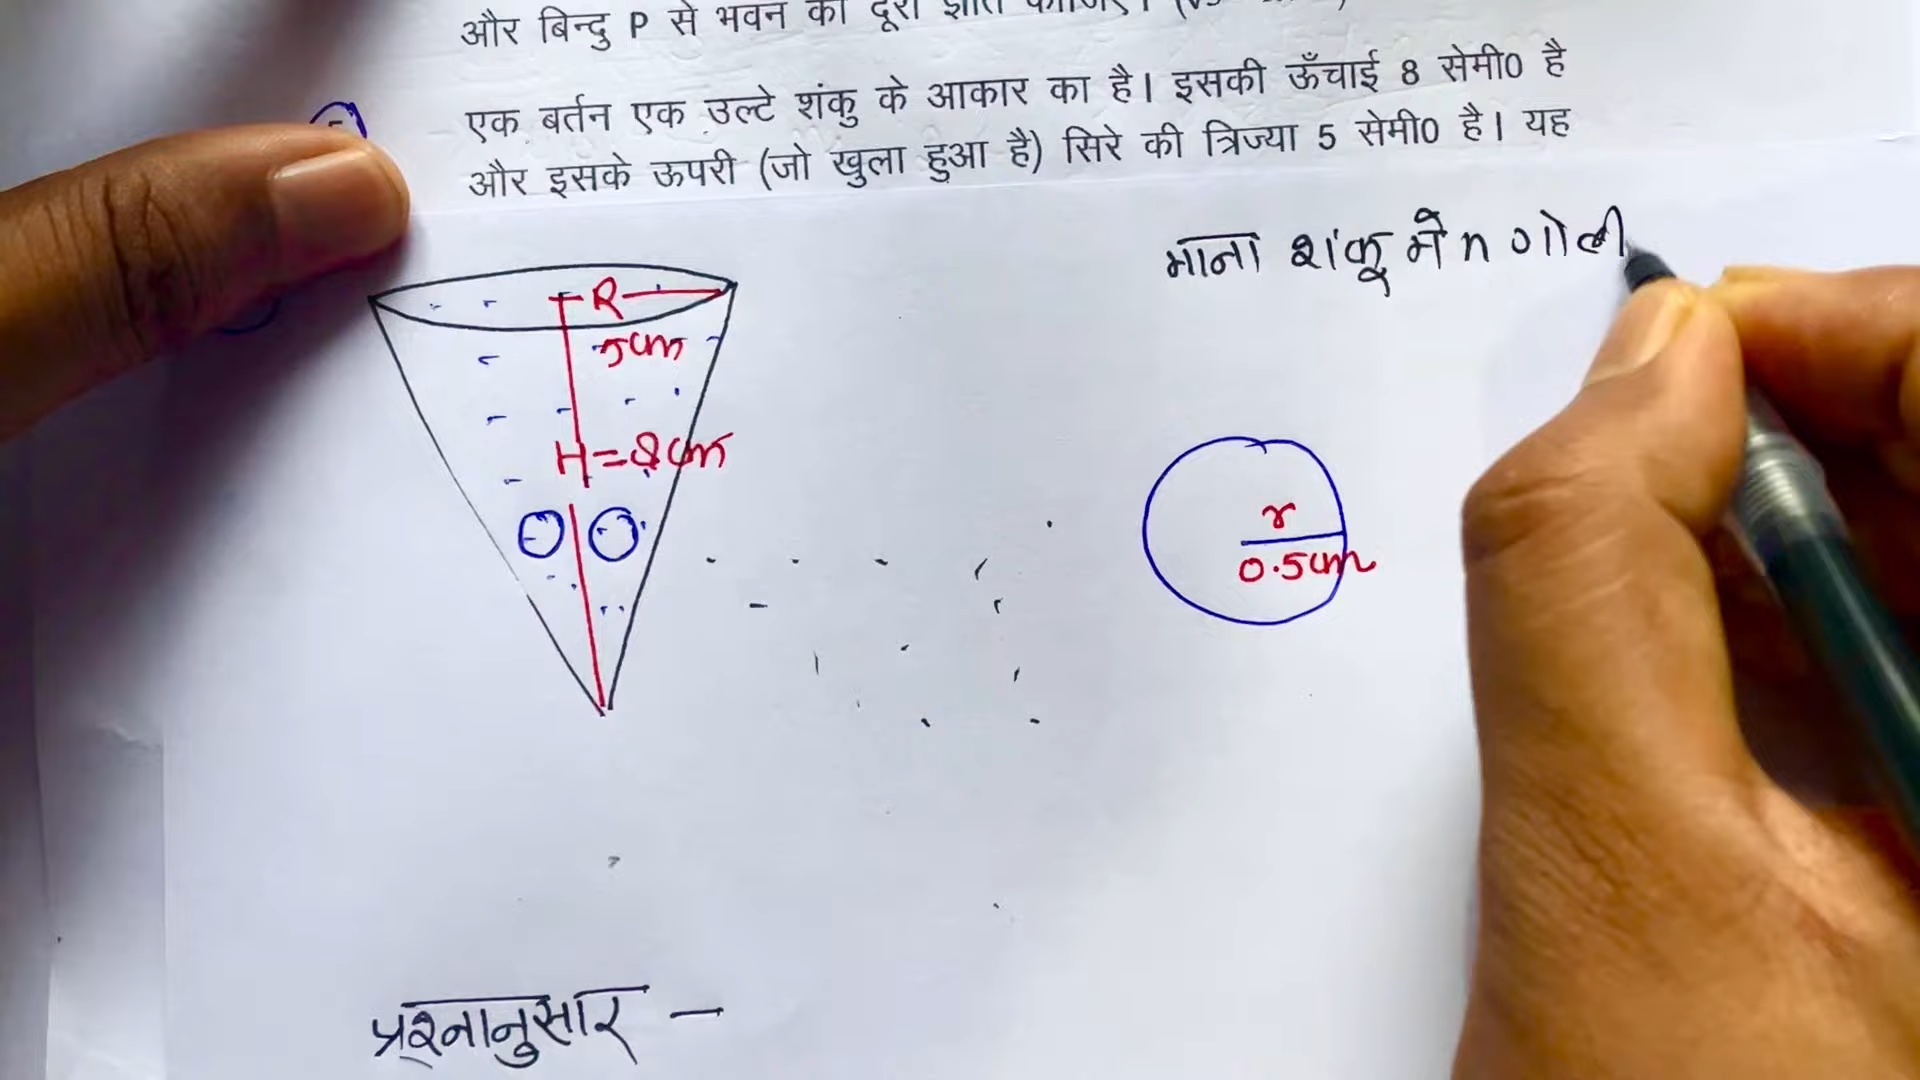 और बिन्दु P से भवन की दूरी ज्ञात कीजिए।
एक बर्तन एक उल्टे शंकु के आकार का है। इसकी ऊँचाई 8 सेमी0 है
और इसके ऊपरी (जो खुला हुआ है) सिरे की त्रिज्या 5 सेमी0 है। यह
माना शंकू में n गोली
R
5cm
H=8cm
r
0.5cm
प्रश्नानुसार –